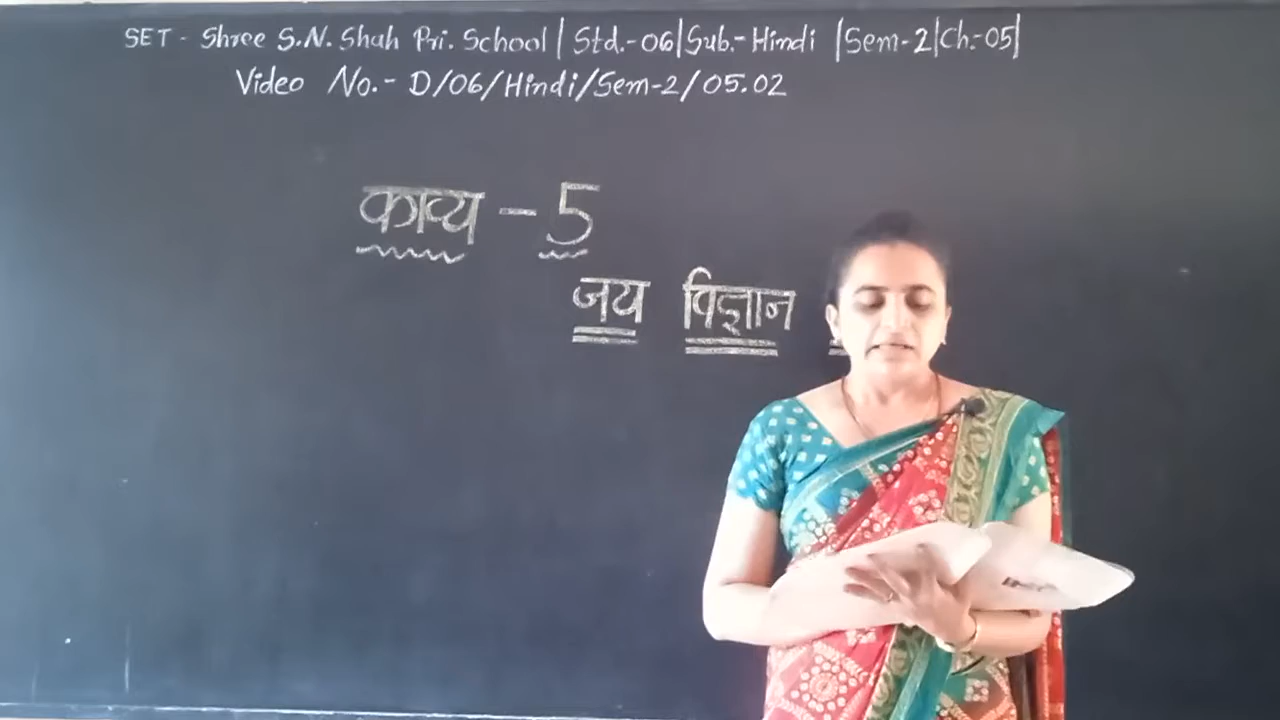 SET - Shree S.N. Shah Pri. School | Std.-06 | Sub.- Hindi | Sem-2 | Ch.-05 |
Video No.- D/06/Hindi/Sem-2/05.02
काव्य - 5
जय विज्ञान